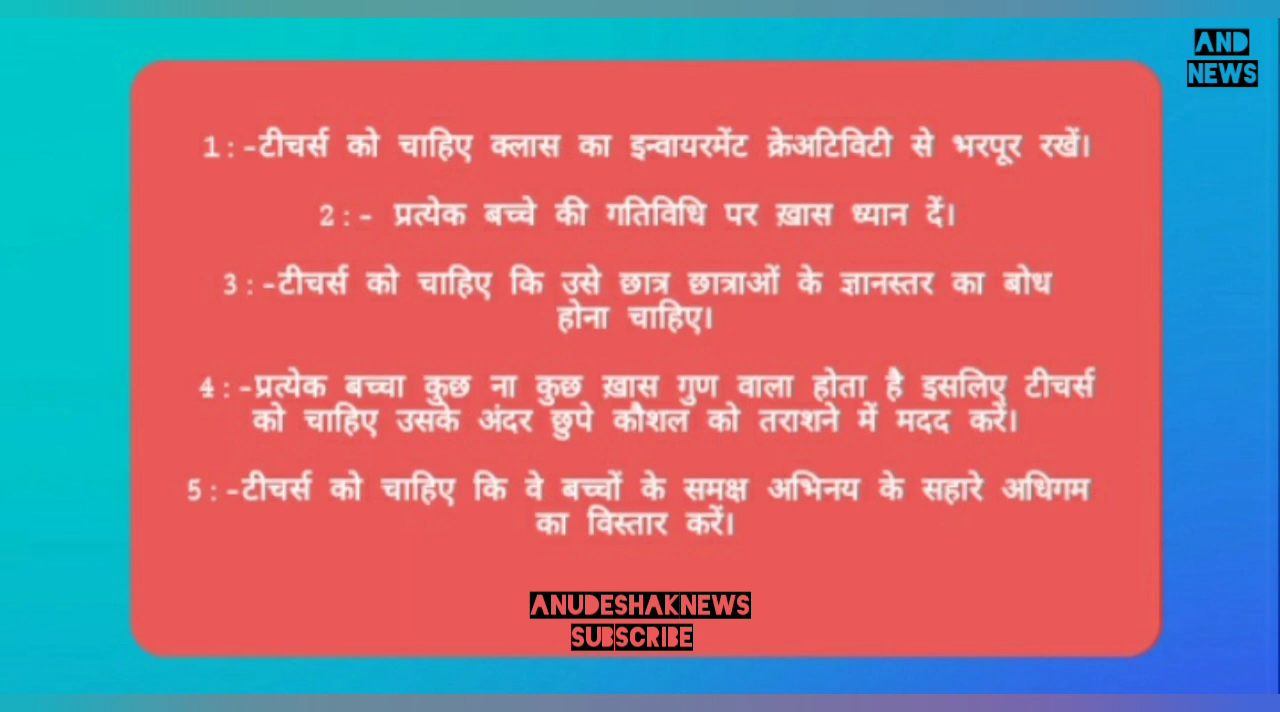 AND
NEWS
1:-टीचर्स को चाहिए क्लास का इन्वायरमेंट क्रेअटिविटी से भरपूर रखें।
2:- प्रत्येक बच्चे की गतिविधि पर ख़ास ध्यान दें।
3:-टीचर्स को चाहिए कि उसे छात्र छात्राओं के ज्ञानस्तर का बोध
होना चाहिए।
4:-प्रत्येक बच्चा कुछ ना कुछ ख़ास गुण वाला होता है इसलिए टीचर्स
को चाहिए उसके अंदर छुपे कौशल को तराशने में मदद करें।
5:-टीचर्स को चाहिए कि वे बच्चों के समक्ष अभिनय के सहारे अधिगम
का विस्तार करें।
ANUDESHAKNEWS
SUBSCRIBE